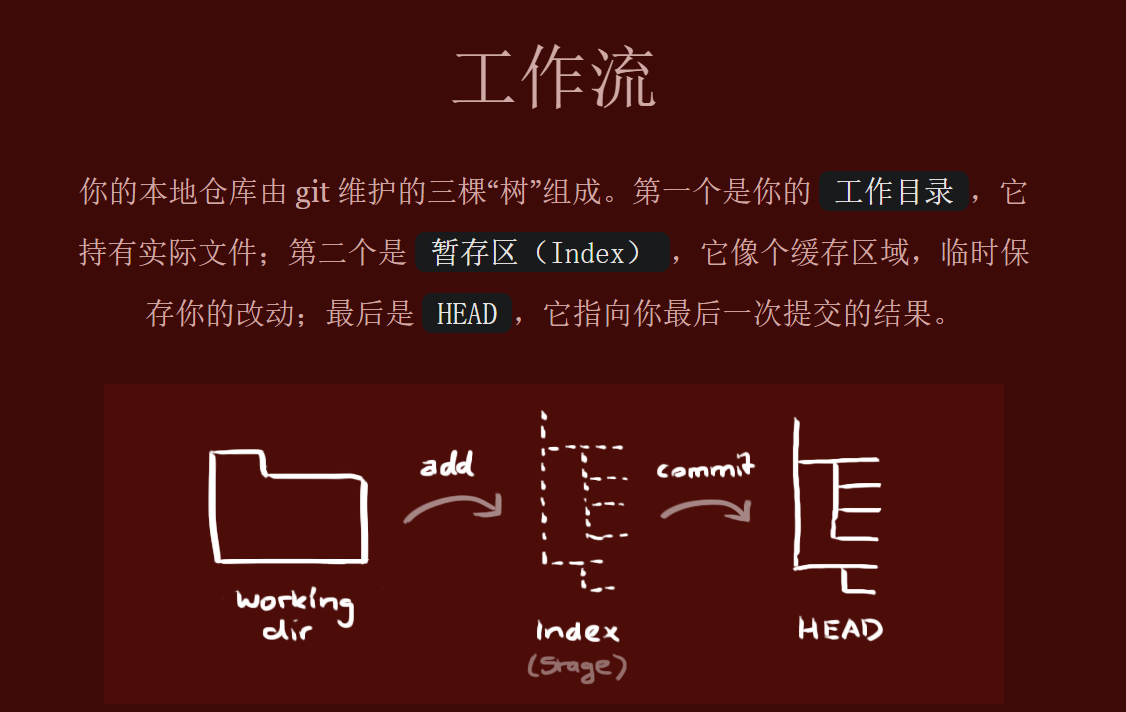 工作流
你的本地仓库由 git 维护的三棵“树”组成。第一个是你的 工作目录，它
持有实际文件；第二个是 暂存区（Index），它像个缓存区域，临时保
存你的改动；最后是 HEAD，它指向你最后一次提交的结果。
add
commit
working
dir
Index
(Stage)
HEAD